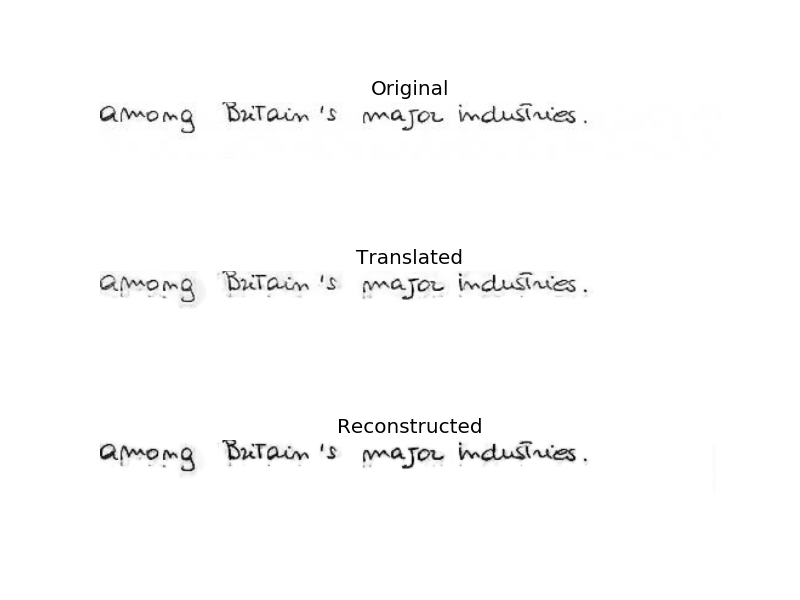 Original
among Britain's major industries.
Translated
among Britain's major industries.
Reconstructed
among Britain's major industries.